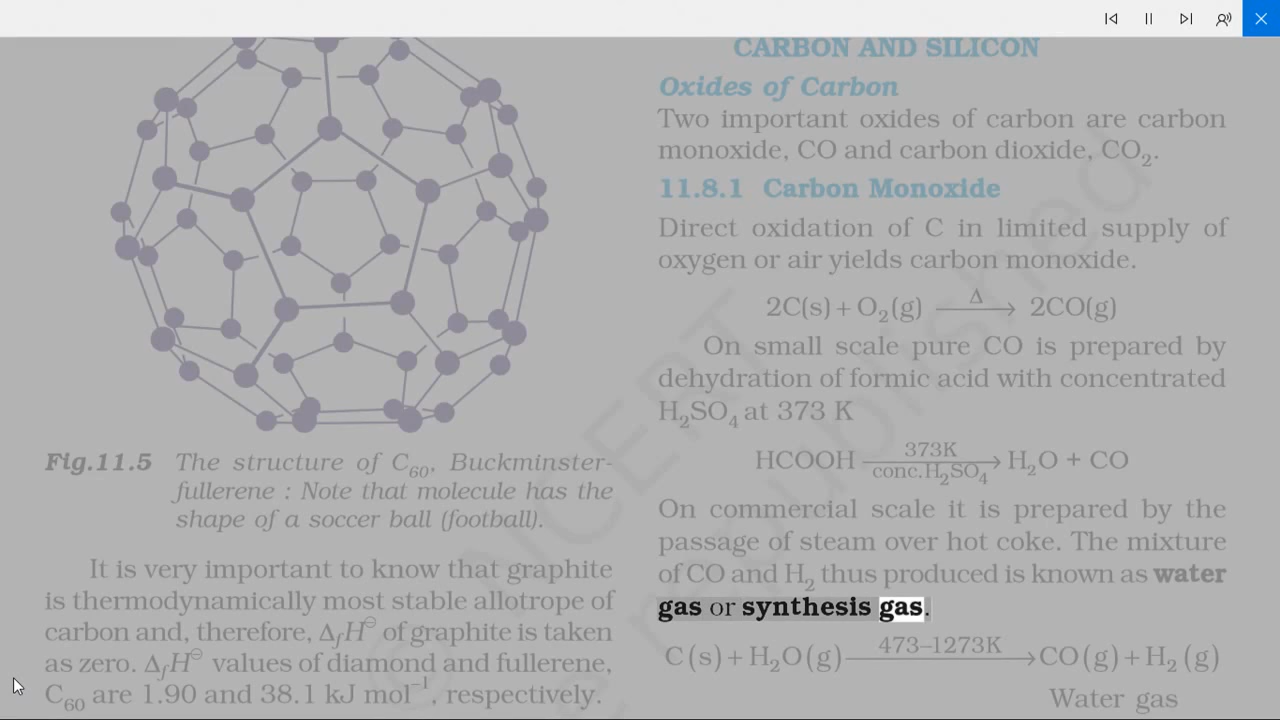 Fig.11.5 The structure of C₆₀, Buckminster-
fullerene : Note that molecule has the
shape of a soccer ball (football).
It is very important to know that graphite
is thermodynamically most stable allotrope of
carbon and, therefore, ΔfH⊖ of graphite is taken
as zero. ΔfH⊖ values of diamond and fullerene,
C₆₀ are 1.90 and 38.1 kJ mol⁻¹, respectively.
CARBON AND SILICON
Oxides of Carbon
Two important oxides of carbon are carbon
monoxide, CO and carbon dioxide, CO₂.
11.8.1 Carbon Monoxide
Direct oxidation of C in limited supply of
oxygen or air yields carbon monoxide.
2C(s) + O₂(g) —Δ→ 2CO(g)
On small scale pure CO is prepared by
dehydration of formic acid with concentrated
H₂SO₄ at 373 K
HCOOH —373K/conc.H₂SO₄→ H₂O + CO
On commercial scale it is prepared by the
passage of steam over hot coke. The mixture
of CO and H₂ thus produced is known as water
gas or synthesis gas.
C(s) + H₂O(g) —473–1273K→ CO(g) + H₂(g)
Water gas
© NCERT
republished